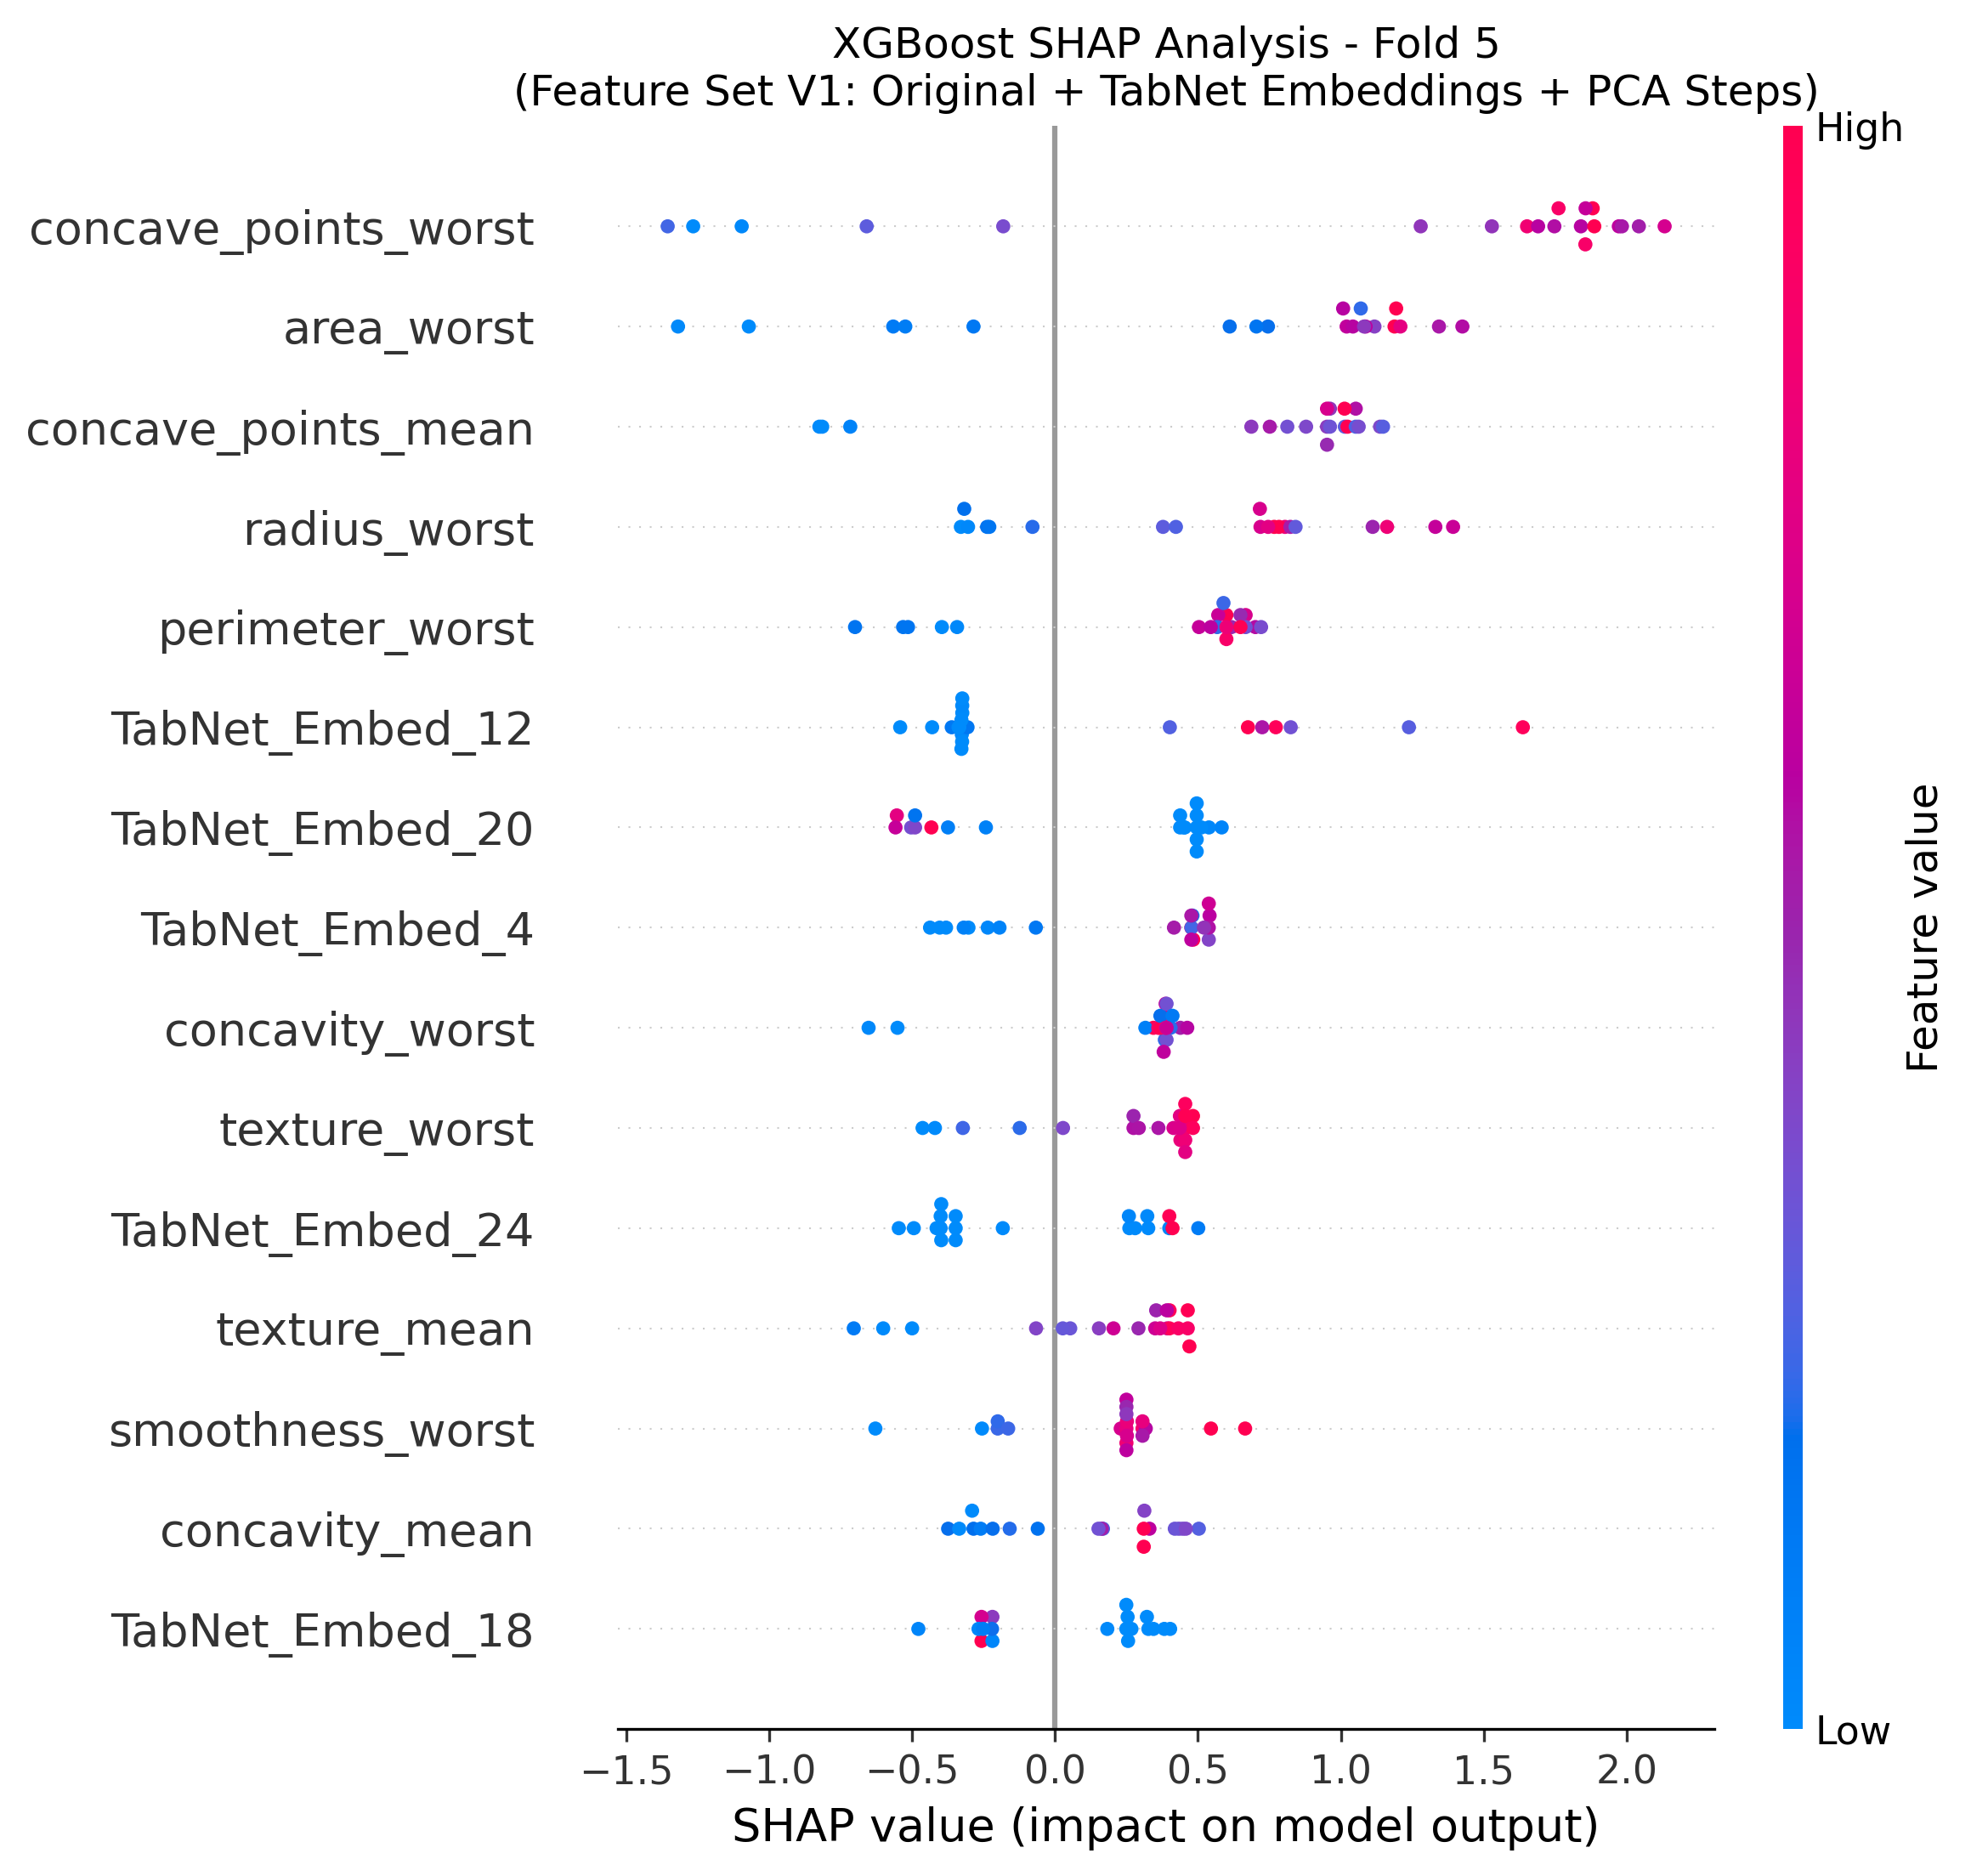 XGBoost SHAP Analysis - Fold 5
(Feature Set V1: Original + TabNet Embeddings + PCA Steps)
High
concave_points_worst
area_worst
concave_points_mean
radius_worst
perimeter_worst
TabNet_Embed_12
TabNet_Embed_20
TabNet_Embed_4
concavity_worst
texture_worst
TabNet_Embed_24
texture_mean
smoothness_worst
concavity_mean
TabNet_Embed_18
Feature value
Low
−1.5 −1.0 −0.5 0.0 0.5 1.0 1.5 2.0
SHAP value (impact on model output)